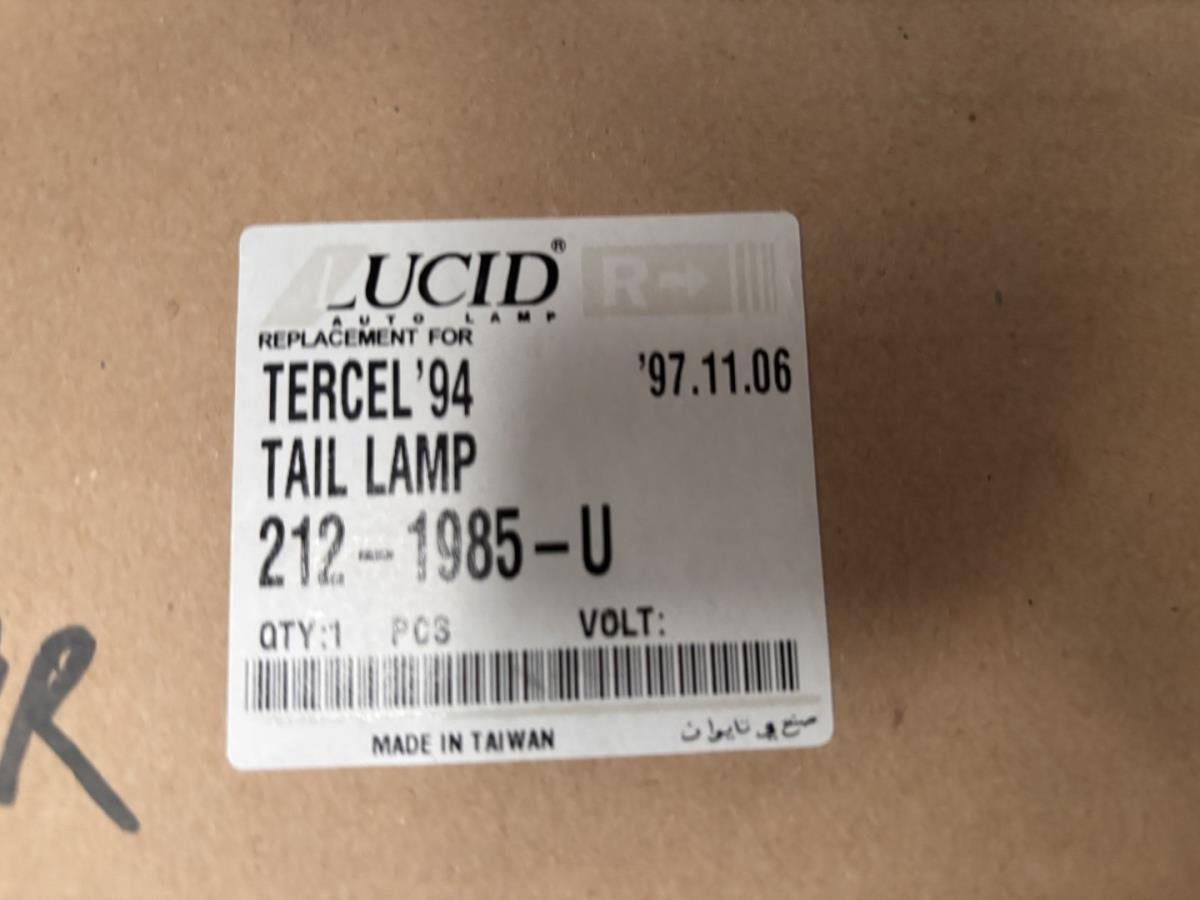 LUCID®
R→
AUTO LAMP
REPLACEMENT FOR
TERCEL'94
'97.11.06
TAIL LAMP
212-1985-U
QTY:1 PCS
VOLT:
MADE IN TAIWAN
صنع في تايوان
R